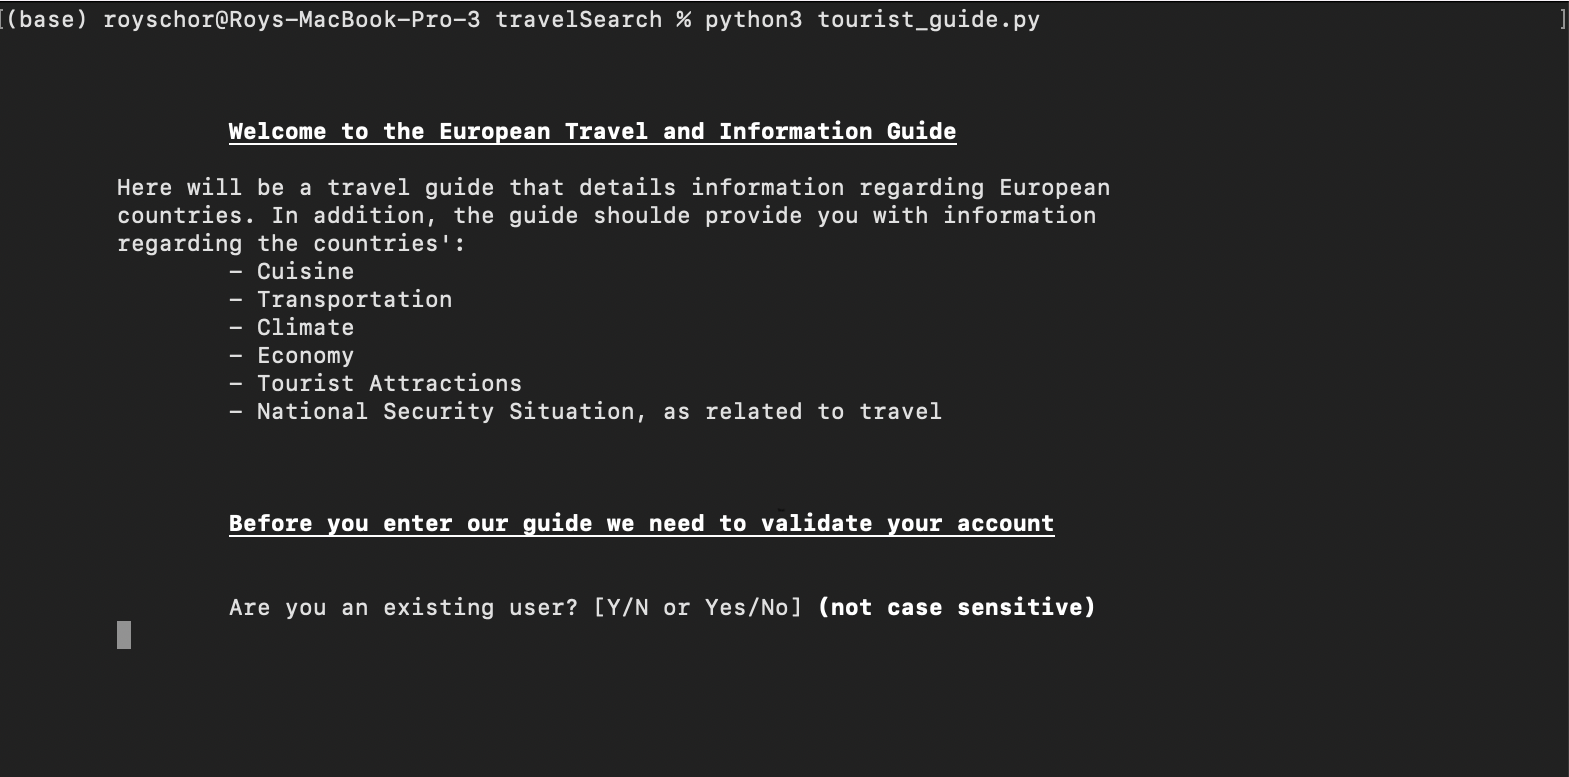 [(base) royschor@Roys-MacBook-Pro-3 travelSearch % python3 tourist_guide.py ]
Welcome to the European Travel and Information Guide
Here will be a travel guide that details information regarding European
countries. In addition, the guide shoulde provide you with information
regarding the countries':
– Cuisine
– Transportation
– Climate
– Economy
– Tourist Attractions
– National Security Situation, as related to travel
Before you enter our guide we need to validate your account
Are you an existing user? [Y/N or Yes/No] (not case sensitive)